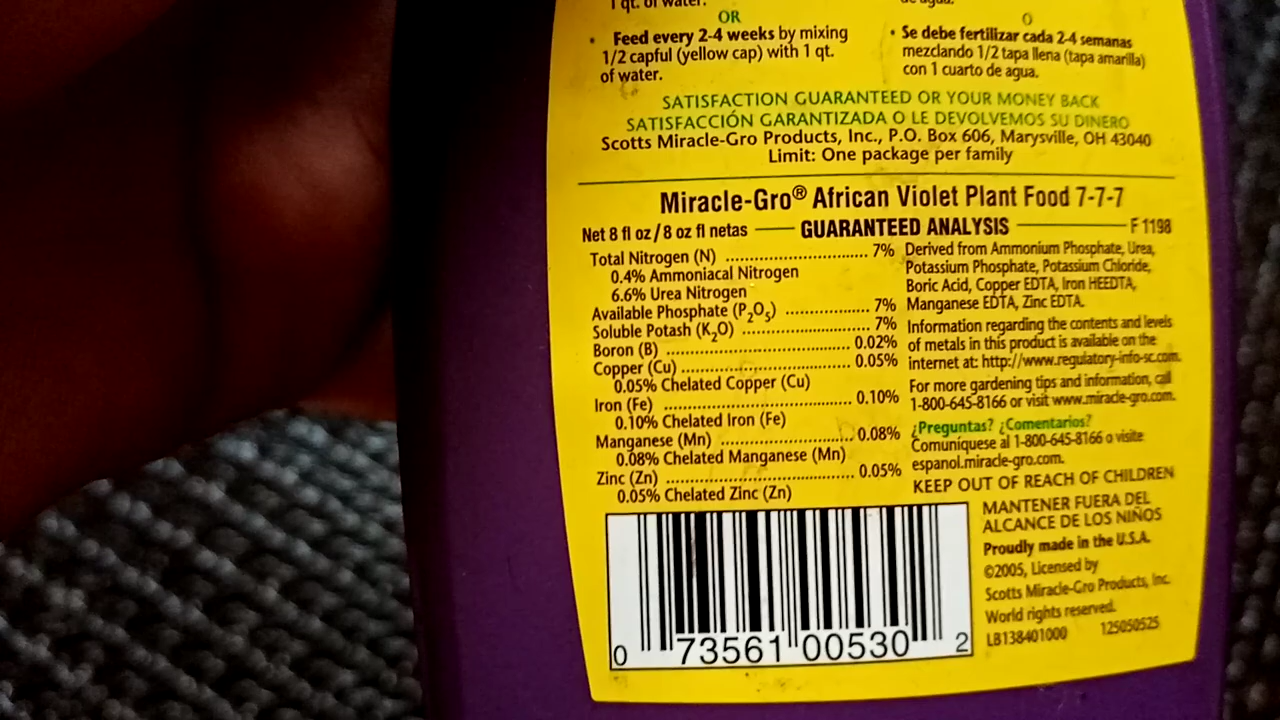 1 qt. of water.
OR
• Feed every 2-4 weeks by mixing
1/2 capful (yellow cap) with 1 qt.
of water.
de agua.
O
• Se debe fertilizar cada 2-4 semanas
mezclando 1/2 tapa llena (tapa amarilla)
con 1 cuarto de agua.
SATISFACTION GUARANTEED OR YOUR MONEY BACK
SATISFACCIÓN GARANTIZADA O LE DEVOLVEMOS SU DINERO
Scotts Miracle-Gro Products, Inc., P.O. Box 606, Marysville, OH 43040
Limit: One package per family
Miracle-Gro® African Violet Plant Food 7-7-7
Net 8 fl oz/8 oz fl netas — GUARANTEED ANALYSIS — F 1198
Total Nitrogen (N) .................................. 7%
0.4% Ammoniacal Nitrogen
6.6% Urea Nitrogen
Available Phosphate (P₂O₅) .................... 7%
Soluble Potash (K₂O) ............................... 7%
Boron (B) ............................................ 0.02%
Copper (Cu) ......................................... 0.05%
0.05% Chelated Copper (Cu)
Iron (Fe) ............................................. 0.10%
0.10% Chelated Iron (Fe)
Manganese (Mn) ................................ 0.08%
0.08% Chelated Manganese (Mn)
Zinc (Zn) ............................................. 0.05%
0.05% Chelated Zinc (Zn)
Derived from Ammonium Phosphate, Urea,
Potassium Phosphate, Potassium Chloride,
Boric Acid, Copper EDTA, Iron HEEDTA,
Manganese EDTA, Zinc EDTA.
Information regarding the contents and levels
of metals in this product is available on the
internet at: http://www.regulatory-info-sc.com.
For more gardening tips and information, call
1-800-645-8166 or visit www.miracle-gro.com.
¿Preguntas? ¿Comentarios?
Comuníquese al 1-800-645-8166 o visite
espanol.miracle-gro.com.
KEEP OUT OF REACH OF CHILDREN
MANTENER FUERA DEL
ALCANCE DE LOS NIÑOS
Proudly made in the U.S.A.
©2005, Licensed by
Scotts Miracle-Gro Products, Inc.
World rights reserved.
LB138401000 125050525
0 73561 00530 2